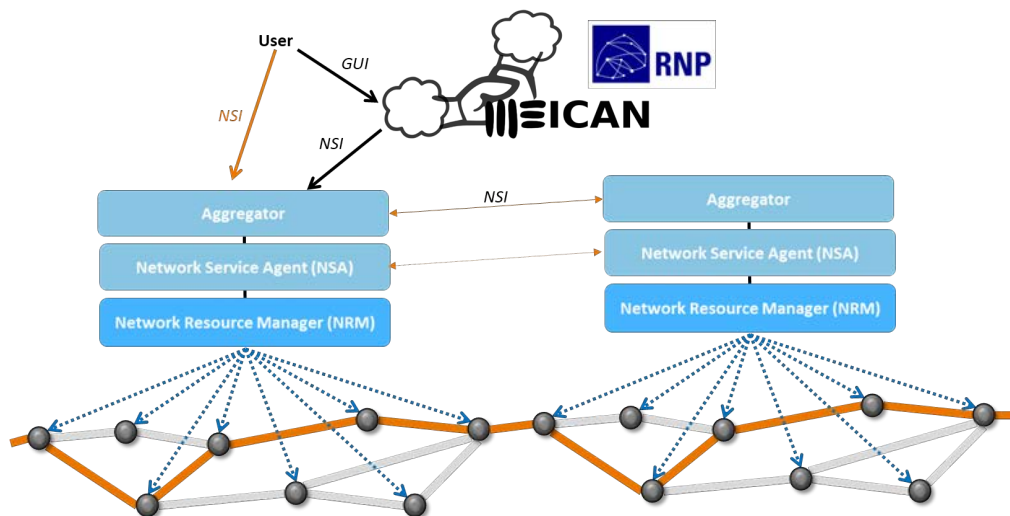 User
GUI
RNP
MEICAN
NSI
NSI
Aggregator
NSI
Aggregator
Network Service Agent (NSA)
Network Service Agent (NSA)
Network Resource Manager (NRM)
Network Resource Manager (NRM)